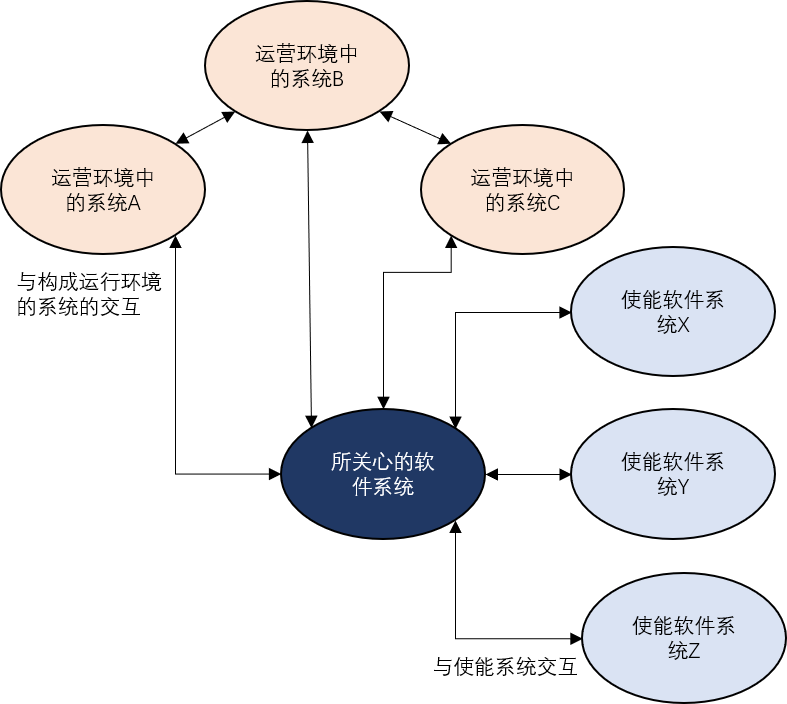 运营环境中
的系统B
运营环境中
的系统A
运营环境中
的系统C
与构成运行环境
的系统的交互
使能软件系
统X
所关心的软
件系统
使能软件系
统Y
使能软件系
统Z
与使能系统交互